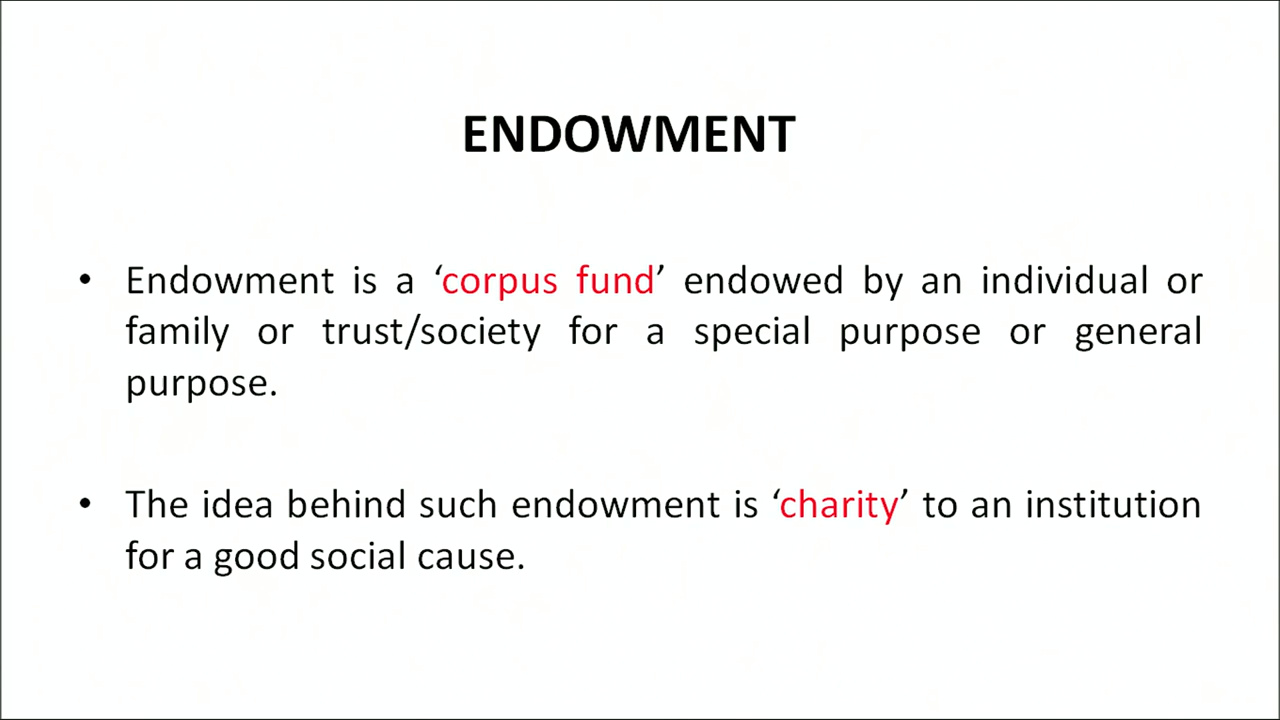 ENDOWMENT
• Endowment is a ‘corpus fund’ endowed by an individual or
family or trust/society for a special purpose or general
purpose.
• The idea behind such endowment is ‘charity’ to an institution
for a good social cause.